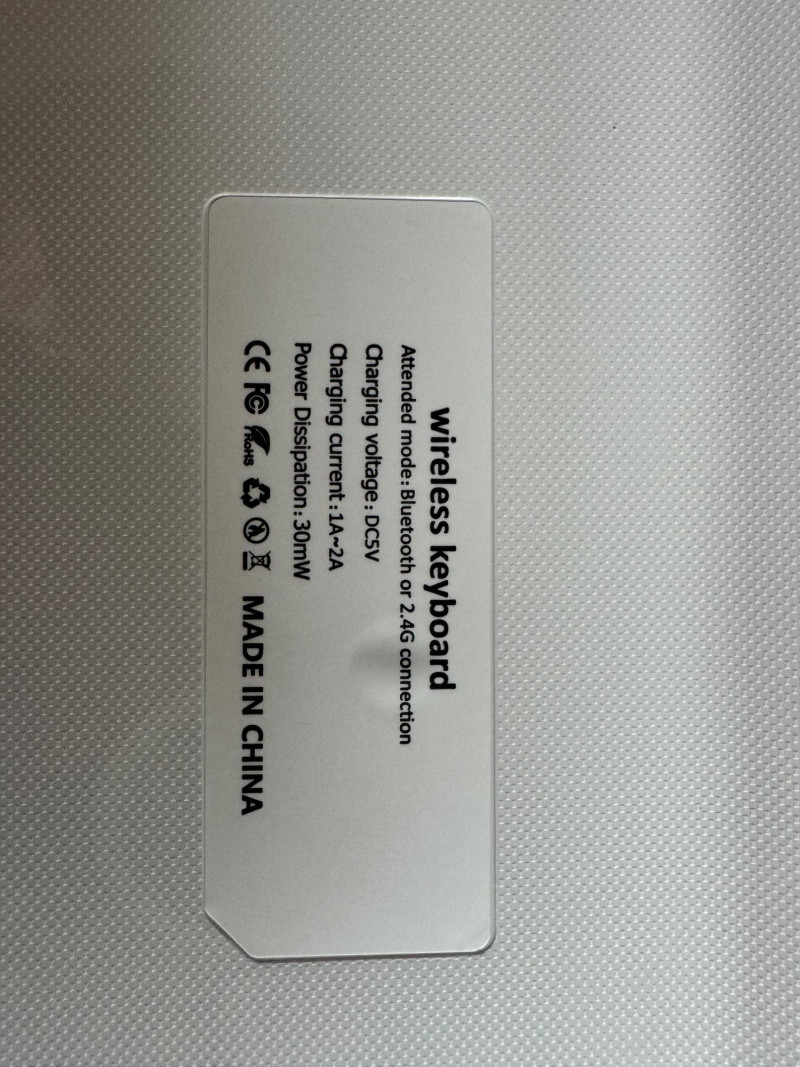 wireless keyboard
Attended mode: Bluetooth or 2.4G connection
Charging voltage: DC5V
Charging current:1A~2A
Power Dissipation:30mW
CE FC RoHS MADE IN CHINA